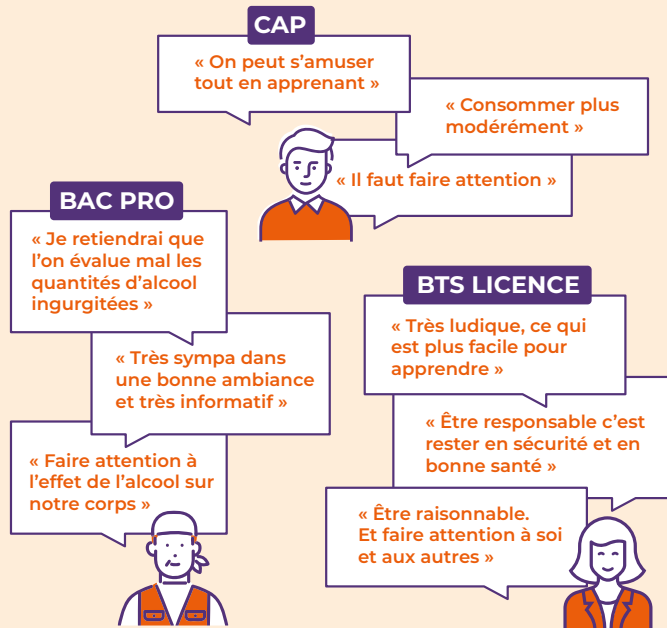 CAP
« On peut s’amuser
tout en apprenant »
« Consommer plus
modérément »
« Il faut faire attention »
BAC PRO
« Je retiendrai que
l’on évalue mal les
quantités d’alcool
ingurgitées »
« Très sympa dans
une bonne ambiance
et très informatif »
« Faire attention à
l’effet de l’alcool sur
notre corps »
BTS LICENCE
« Très ludique, ce qui
est plus facile pour
apprendre »
« Être responsable c’est
rester en sécurité et en
bonne santé »
« Être raisonnable.
Et faire attention à soi
et aux autres »